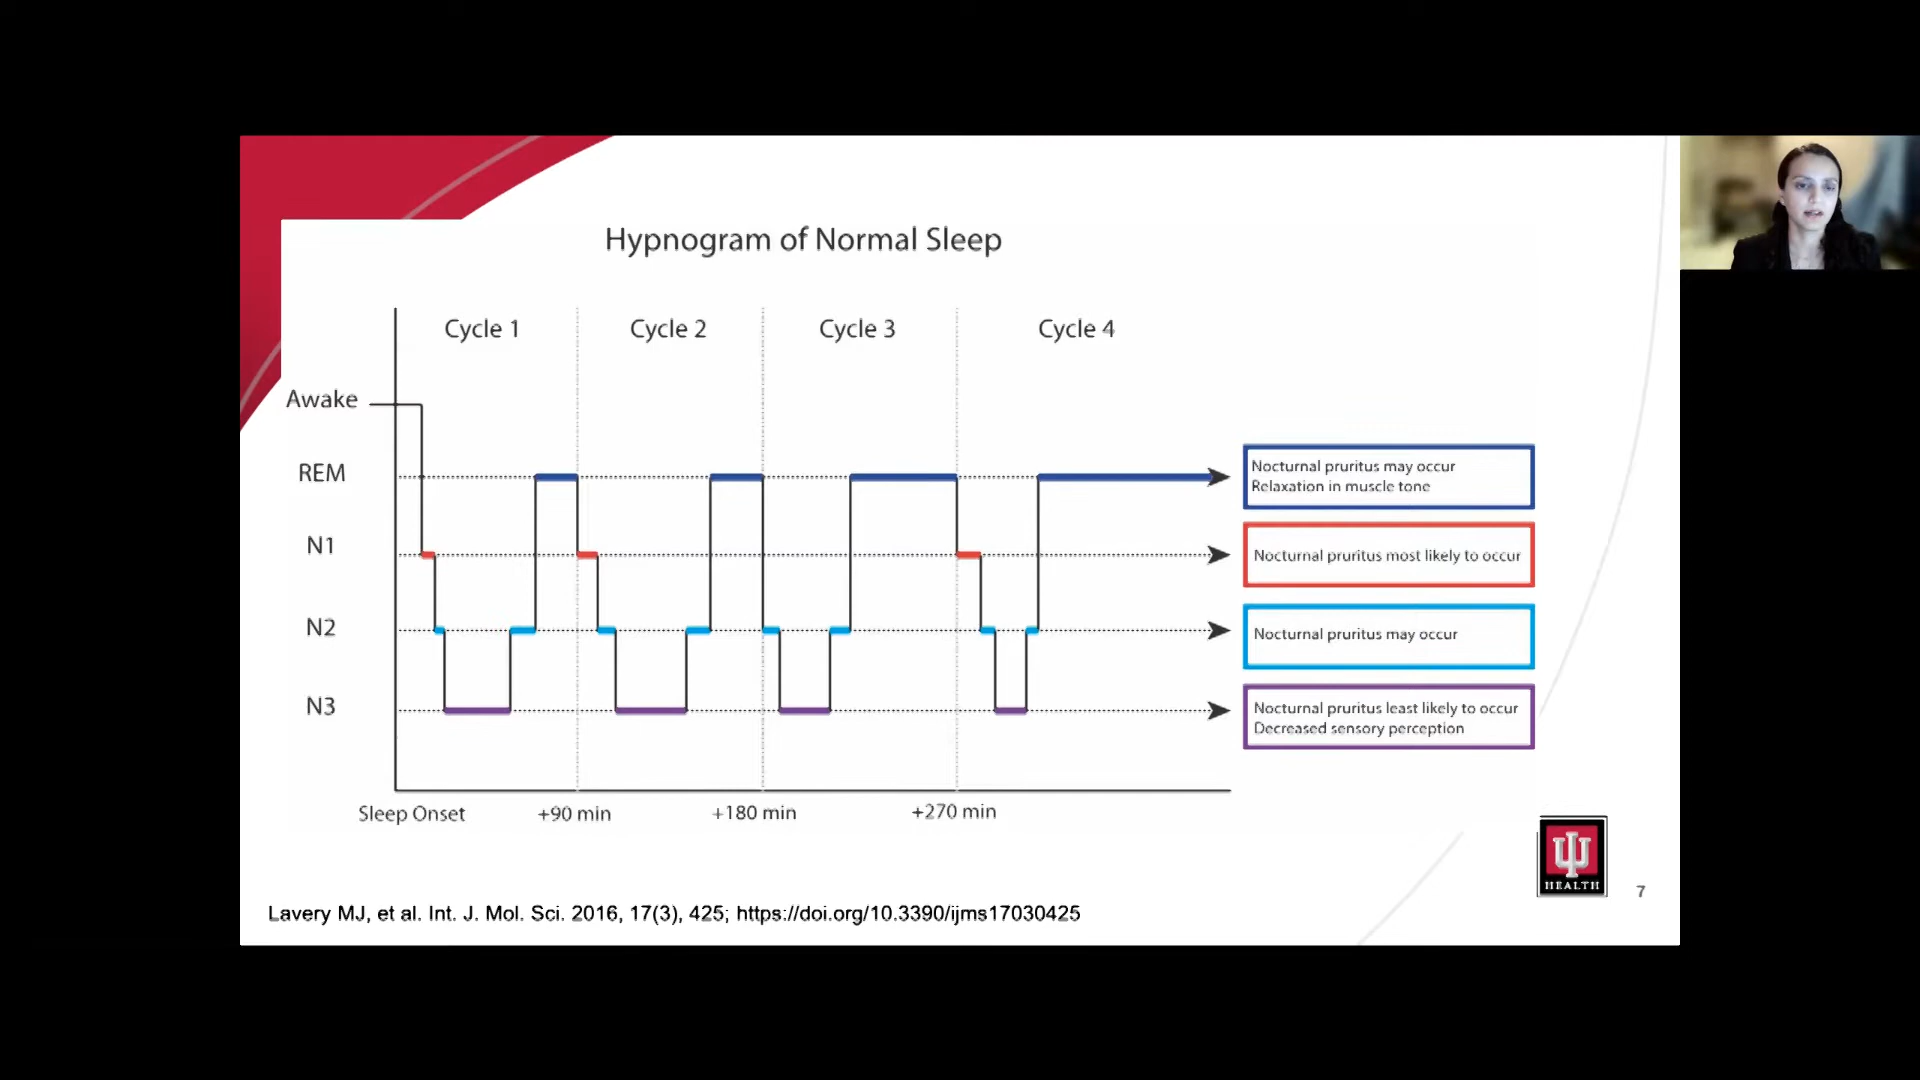 Hypnogram of Normal Sleep
Cycle 1
Cycle 2
Cycle 3
Cycle 4
Awake
REM
N1
N2
N3
Nocturnal pruritus may occur
Relaxation in muscle tone
Nocturnal pruritus most likely to occur
Nocturnal pruritus may occur
Nocturnal pruritus least likely to occur
Decreased sensory perception
Sleep Onset
+90 min
+180 min
+270 min
HEALTH
7
Lavery MJ, et al. Int. J. Mol. Sci. 2016, 17(3), 425; https://doi.org/10.3390/ijms17030425